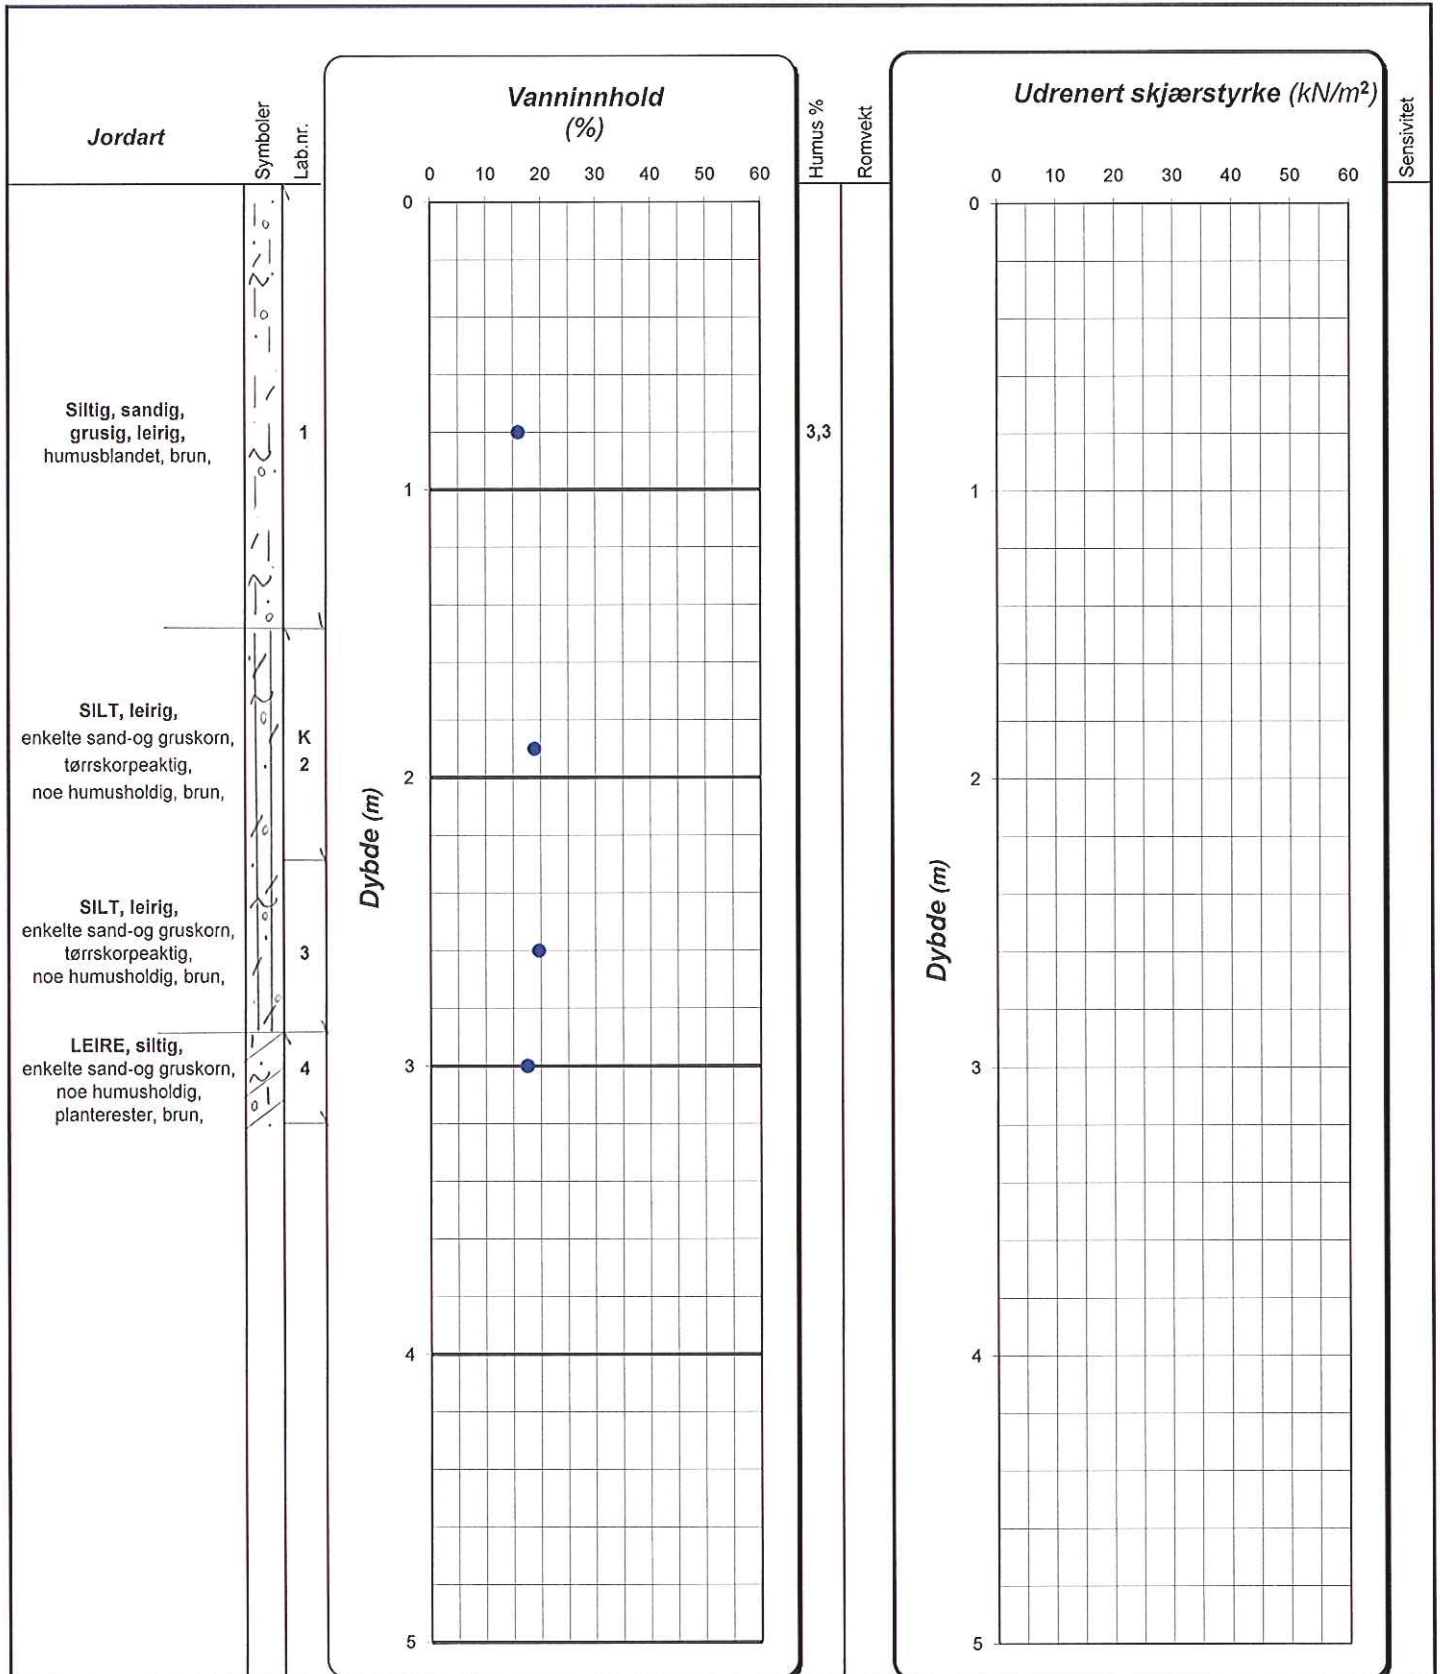 Jordart
Symboler
Lab.nr.
Vanninnhold
(%)
0 10 20 30 40 50 60
Humus %
Romvekt
Udrenert skjærstyrke (kN/m²)
0 10 20 30 40 50 60
Sensivitet
Siltig, sandig,
grusig, leirig,
humusblandet, brun,
1
3,3
SILT, leirig,
enkelte sand-og gruskorn,
tørrskorpeaktig,
noe humusholdig, brun,
K
2
SILT, leirig,
enkelte sand-og gruskorn,
tørrskorpeaktig,
noe humusholdig, brun,
3
LEIRE, siltig,
enkelte sand-og gruskorn,
noe humusholdig,
planterester, brun,
4
Dybde (m)
0
1
2
3
4
5
Dybde (m)
0
1
2
3
4
5